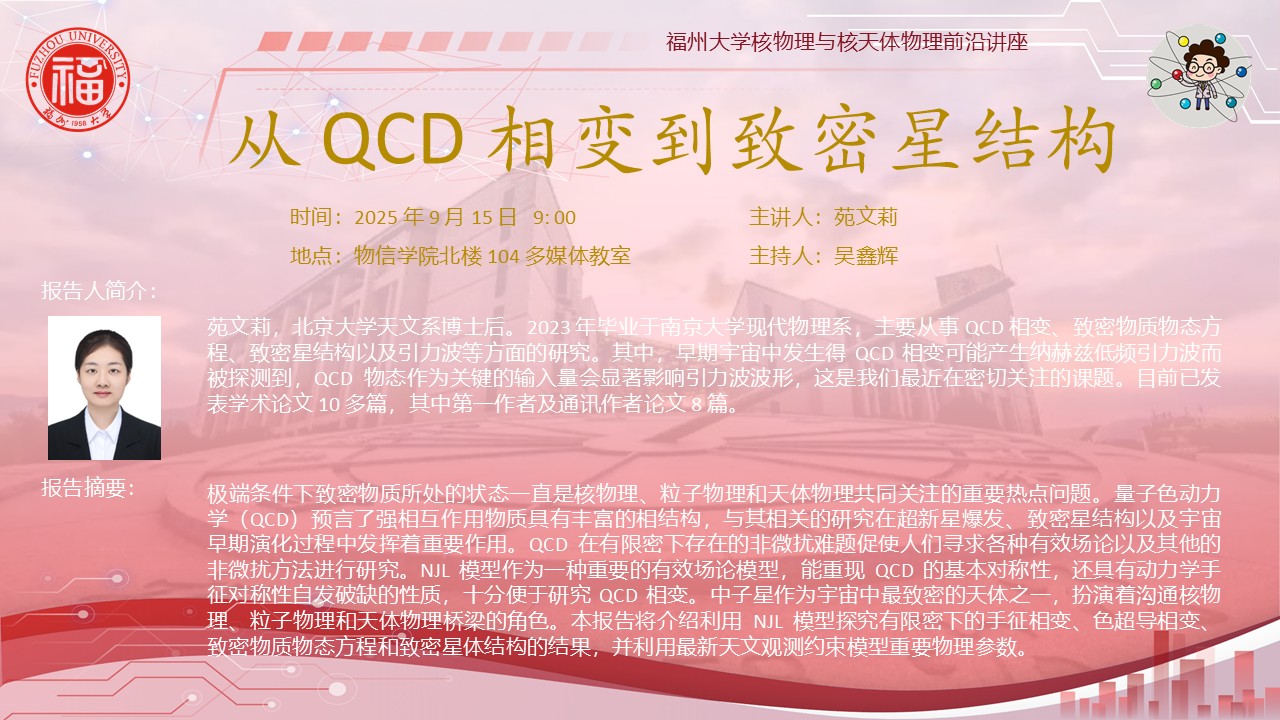 福州大学核物理与核天体物理前沿讲座
FUZHOU UNIVERSITY
福
福州大学
1958
从 QCD 相变到致密星结构
时间：2025 年 9 月 15 日 9: 00
主讲人：苑文莉
地点：物信学院北楼 104 多媒体教室
主持人：吴鑫辉
报告人简介：
苑文莉，北京大学天文系博士后。2023 年毕业于南京大学现代物理系，主要从事 QCD 相变、致密物质物态方
程、致密星结构以及引力波等方面的研究。其中，早期宇宙中发生得 QCD 相变可能产生纳赫兹低频引力波而
被探测到，QCD 物态作为关键的输入量会显著影响引力波波形，这是我们最近在密切关注的课题。目前已发
表学术论文 10 多篇，其中第一作者及通讯作者论文 8 篇。
报告摘要：
极端条件下致密物质所处的状态一直是核物理、粒子物理和天体物理共同关注的重要热点问题。量子色动力
学（QCD）预言了强相互作用物质具有丰富的相结构，与其相关的研究在超新星爆发、致密星结构以及宇宙
早期演化过程中发挥着重要作用。QCD 在有限密下存在的非微扰难题促使人们寻求各种有效场论以及其他的
非微扰方法进行研究。NJL 模型作为一种重要的有效场论模型，能重现 QCD 的基本对称性，还具有动力学手
征对称性自发破缺的性质，十分便于研究 QCD 相变。中子星作为宇宙中最致密的天体之一，扮演着沟通核物
理、粒子物理和天体物理桥梁的角色。本报告将介绍利用 NJL 模型探究有限密下的手征相变、色超导相变、
致密物质物态方程和致密星体结构的结果，并利用最新天文观测约束模型重要物理参数。